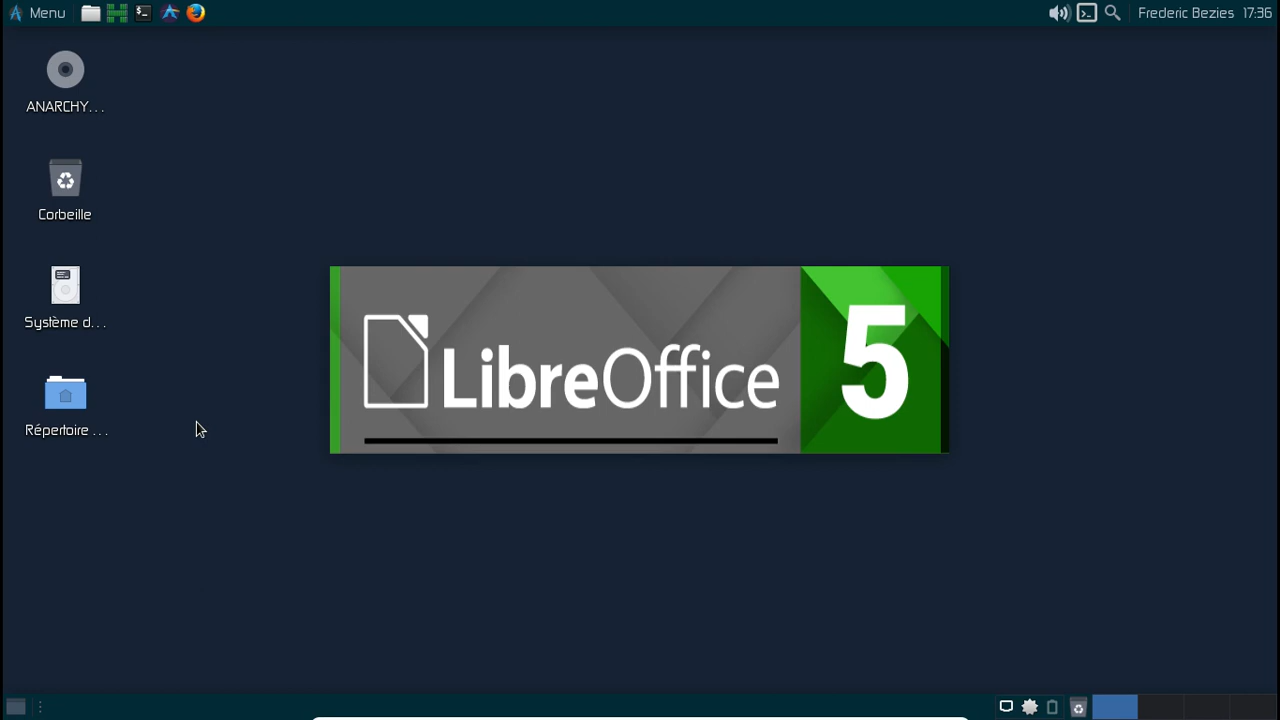 Menu
Frederic Bezies 17:36
ANARCHY...
Corbeille
Système d...
Répertoire ...
LibreOffice 5